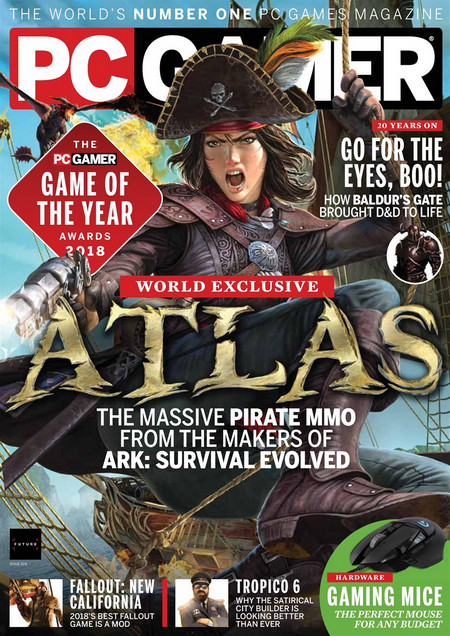 THE WORLD'S NUMBER ONE PC GAMES MAGAZINE
PC GAMER
THE
PC GAMER
GAME OF
THE YEAR
AWARDS
2018
20 YEARS ON
GO FOR THE
EYES, BOO!
HOW BALDUR'S GATE
BROUGHT D&D TO LIFE
WORLD EXCLUSIVE
ATLAS
THE MASSIVE PIRATE MMO
FROM THE MAKERS OF
ARK: SURVIVAL EVOLVED
FUTURE
FALLOUT: NEW
CALIFORNIA
2018'S BEST FALLOUT
GAME IS A MOD
TROPICO 6
WHY THE SATIRICAL
CITY BUILDER IS
LOOKING BETTER
THAN EVER
HARDWARE
GAMING MICE
THE PERFECT MOUSE
FOR ANY BUDGET